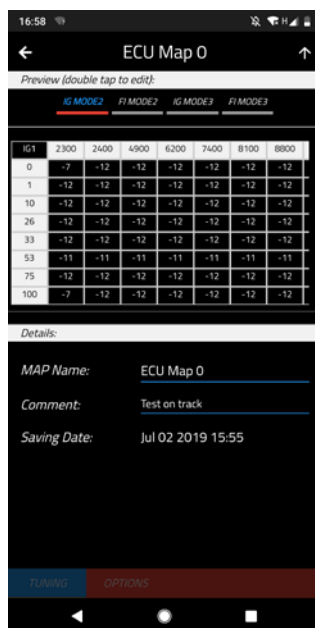 16:58
H
ECU Map 0
Preview (double tap to edit):
IG MODE2 FI MODE2 IG MODE3 FI MODE3
IG1 2300 2400 4900 6200 7400 8100 8800
0 -7 -12 -12 -12 -12 -12 -12
1 -12 -12 -12 -12 -12 -12 -12
10 -12 -12 -12 -12 -12 -12 -12
26 -12 -12 -12 -12 -12 -12 -12
33 -12 -12 -12 -12 -12 -12 -12
53 -11 -11 -11 -11 -11 -11 -11
75 -12 -12 -12 -12 -12 -12 -12
100 -7 -12 -12 -12 -12 -12 -12
Details:
MAP Name: ECU Map 0
Comment: Test on track
Saving Date: Jul 02 2019 15:55
TUNING OPTIONS